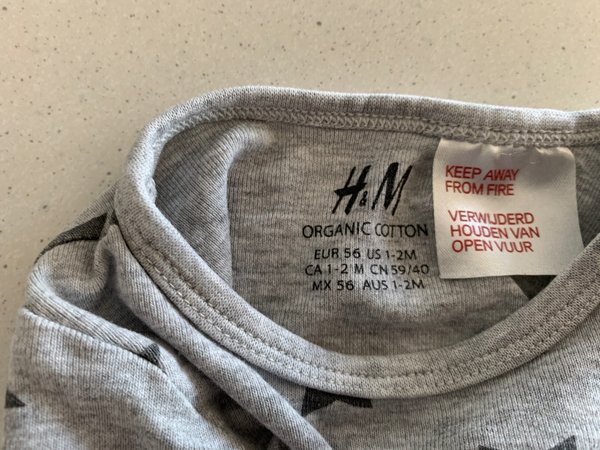 H&M
ORGANIC COTTON
EUR 56 US 1-2M
CA 1-2 M CN 59/40
MX 56 AUS 1-2M
KEEP AWAY
FROM FIRE
VERWIJDERD
HOUDEN VAN
OPEN VUUR